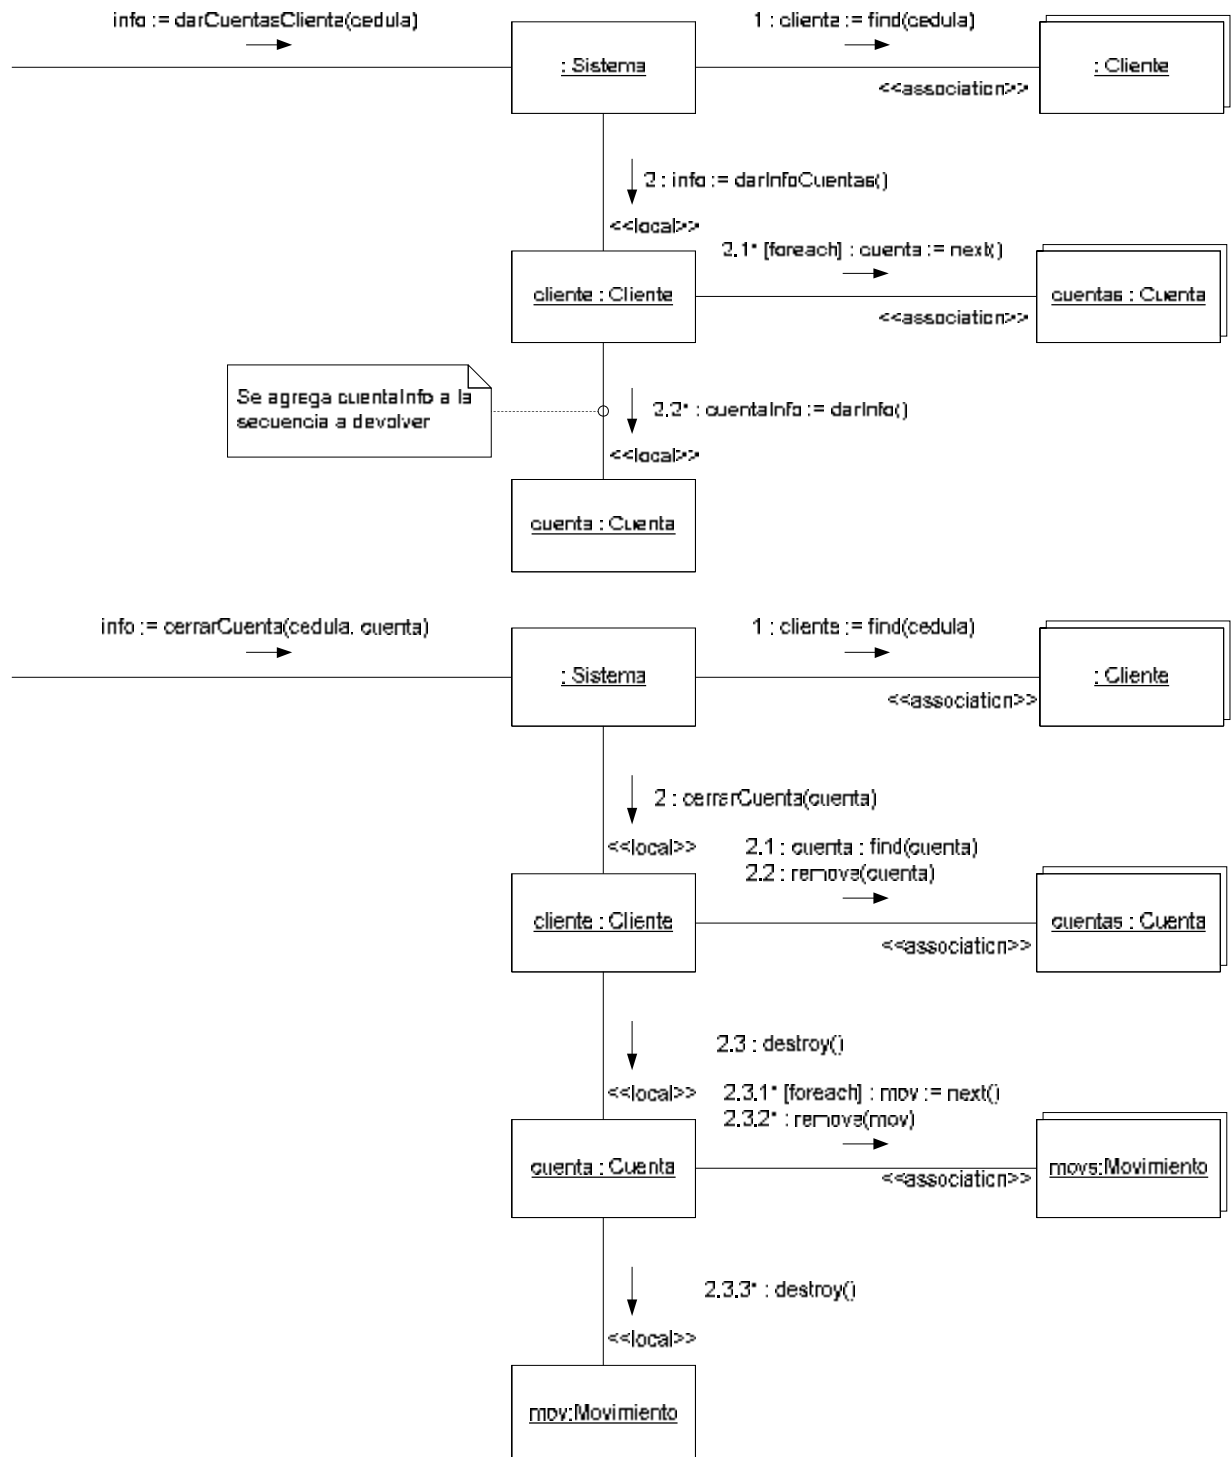 info := darCuentasCliente(cedula)
1 : cliente := find(cedula)
: Sistema
: Cliente
<<association>>
2 : info := darInfoCuentas()
<<local>>
2.1* [foreach] : cuenta := next()
cliente : Cliente
cuentas : Cuenta
<<association>>
Se agrega cuentaInfo a la
secuencia a devolver
2.2* : cuentaInfo := darInfo()
<<local>>
cuenta : Cuenta
info := cerrarCuenta(cedula, cuenta)
1 : cliente := find(cedula)
: Sistema
: Cliente
<<association>>
2 : cerrarCuenta(cuenta)
<<local>>
2.1 : cuenta : find(cuenta)
2.2 : remove(cuenta)
cliente : Cliente
cuentas : Cuenta
<<association>>
2.3 : destroy()
<<local>>
2.3.1* [foreach] : mov := next()
2.3.2* : remove(mov)
cuenta : Cuenta
movs:Movimiento
<<association>>
2.3.3* : destroy()
<<local>>
mov:Movimiento